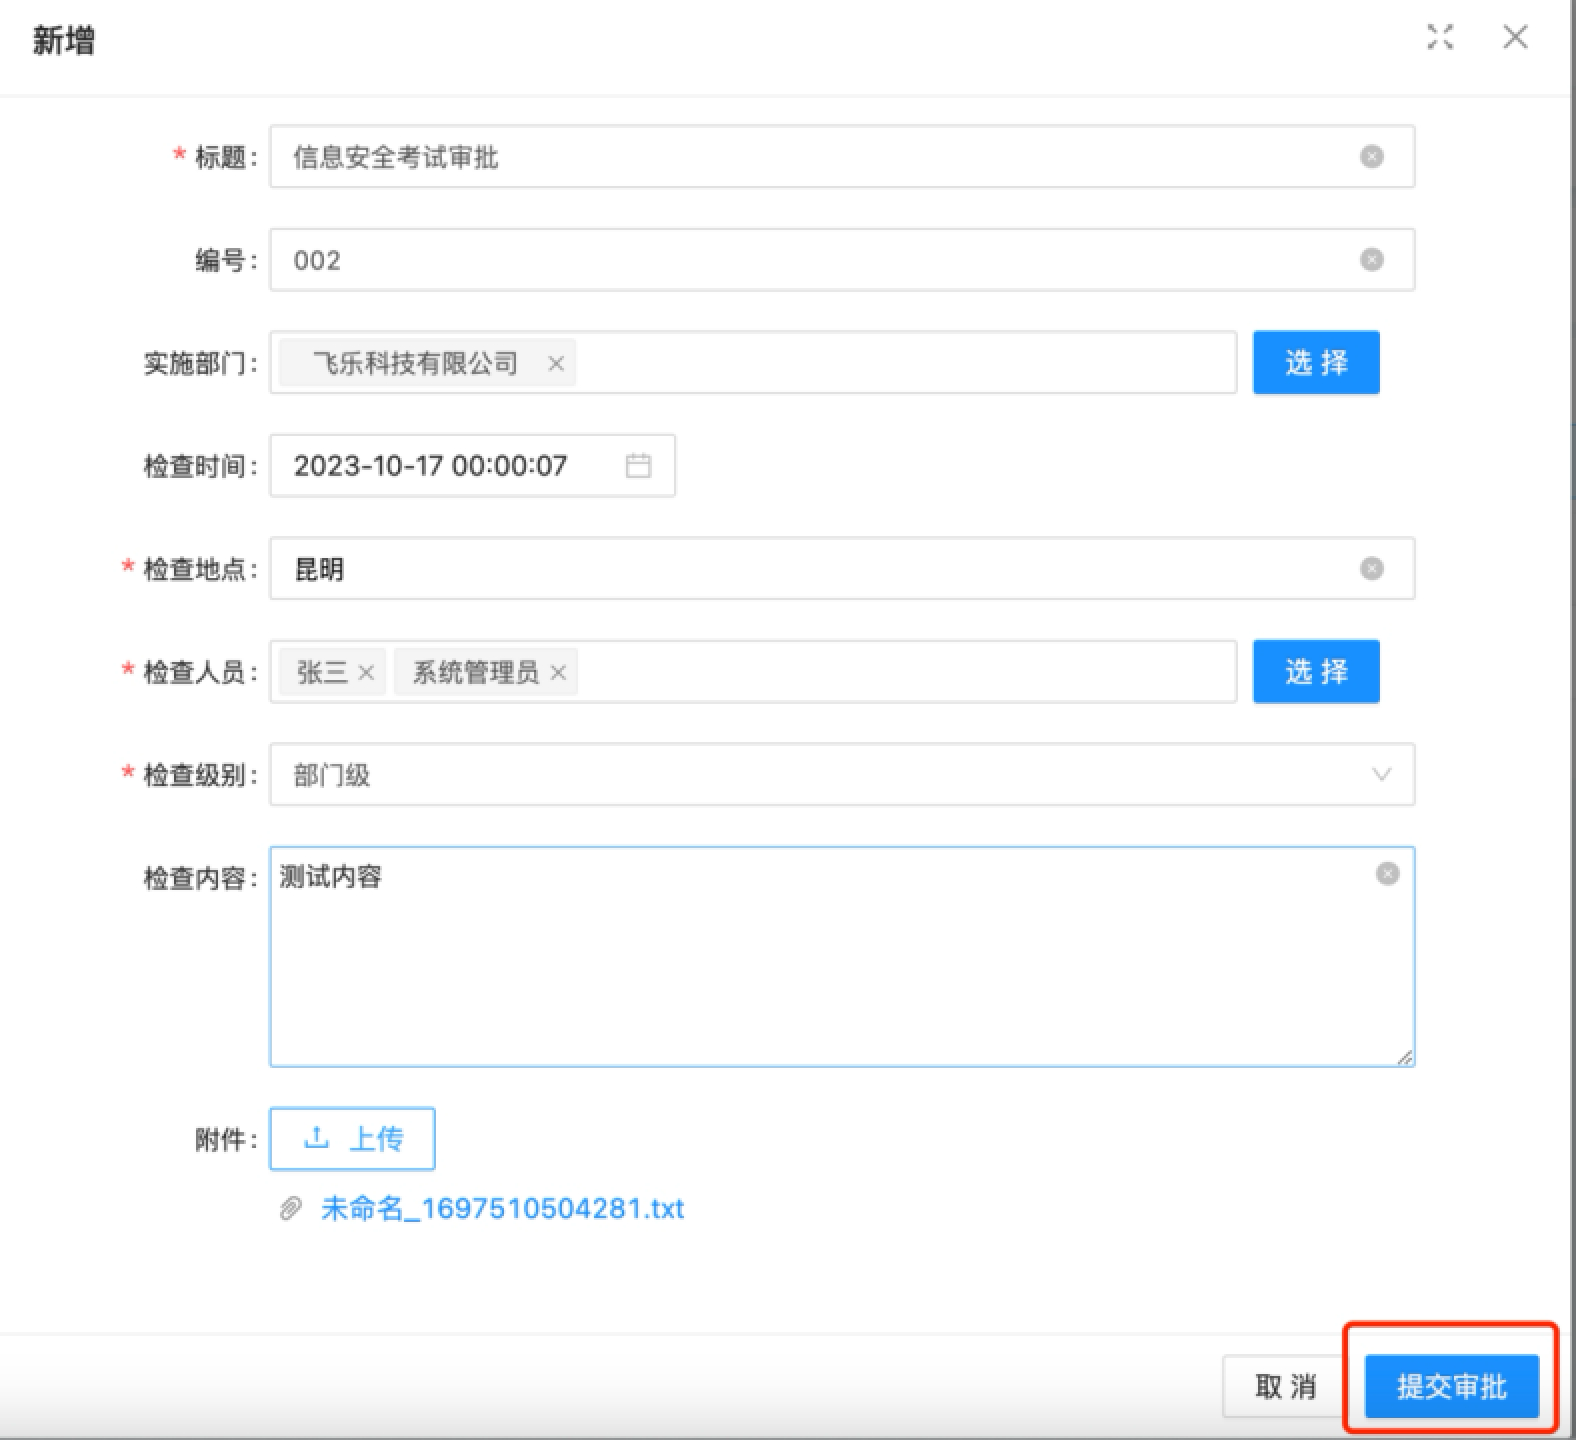 新增
* 标题: 信息安全考试审批
编号: 002
实施部门: 飞乐科技有限公司 选择
检查时间: 2023-10-17 00:00:07
* 检查地点: 昆明
* 检查人员: 张三 系统管理员 选择
* 检查级别: 部门级
检查内容: 测试内容
附件: 上传
未命名_1697510504281.txt
取消 提交审批